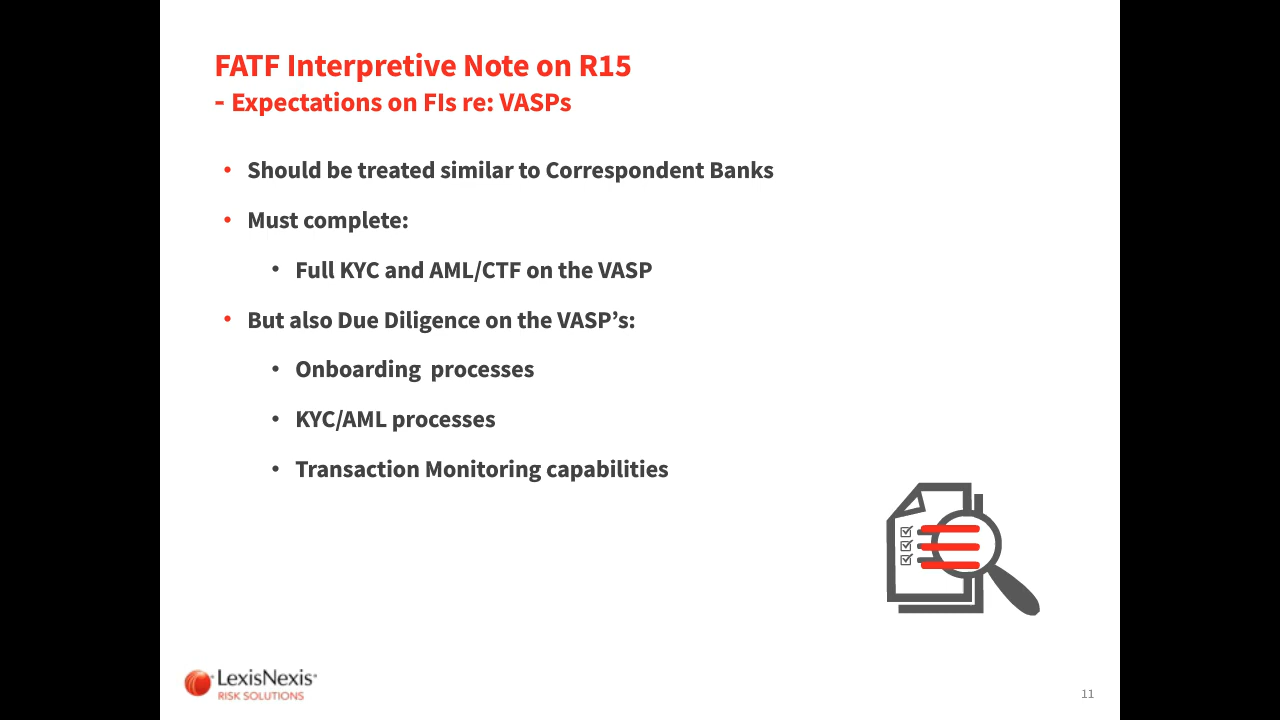 FATF Interpretive Note on R15
- Expectations on FIs re: VASPs
• Should be treated similar to Correspondent Banks
• Must complete:
• Full KYC and AML/CTF on the VASP
• But also Due Diligence on the VASP’s:
• Onboarding  processes
• KYC/AML processes
• Transaction Monitoring capabilities
LexisNexis
RISK SOLUTIONS
11